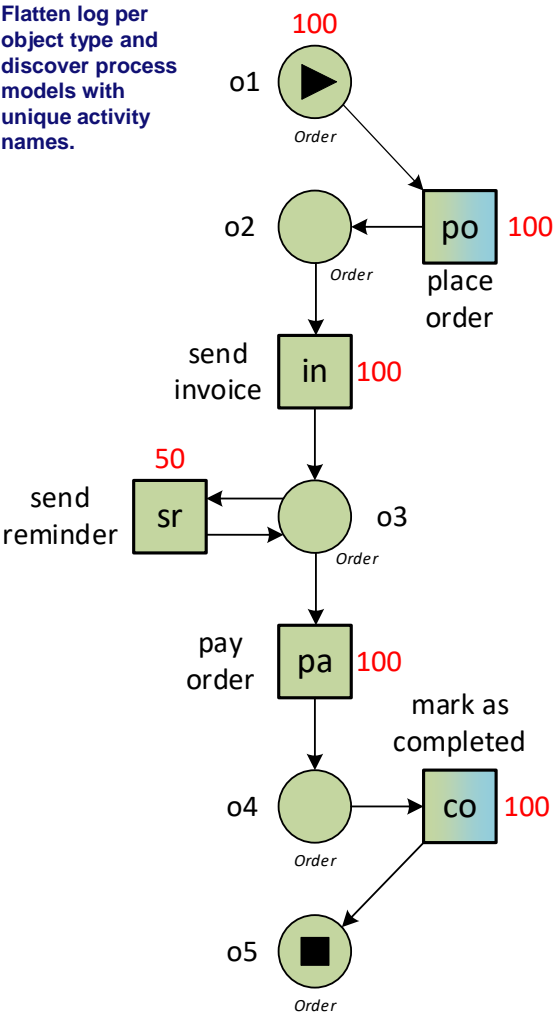 Flatten log per
object type and
discover process
models with
unique activity
names.
100
o1
Order
o2
Order
po
100
place
order
send
invoice
in
100
50
send
reminder
sr
o3
Order
pay
order
pa
100
mark as
completed
o4
Order
co
100
o5
Order